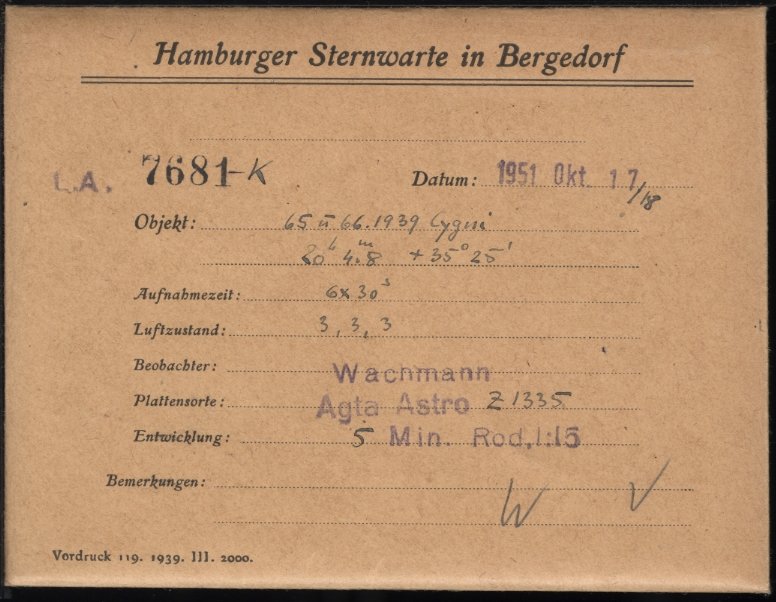 Hamburger Sternwarte in Bergedorf
L.A. 7681-K Datum: 1951 Okt. 17/18
Objekt: 65 u 66.1939 Cygni
20h 4.m8 +35° 25'
Aufnahmezeit: 6x30s
Luftzustand: 3, 3, 3
Beobachter: Wachmann
Plattensorte: Agfa Astro Z1335
Entwicklung: 5 Min. Rod,1:15
Bemerkungen: W V
Vordruck 119. 1939. III. 2000.